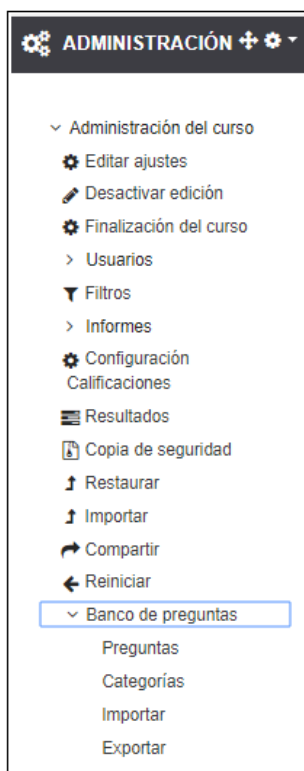 ADMINISTRACIÓN
Administración del curso
Editar ajustes
Desactivar edición
Finalización del curso
Usuarios
Filtros
Informes
Configuración
Calificaciones
Resultados
Copia de seguridad
Restaurar
Importar
Compartir
Reiniciar
Banco de preguntas
Preguntas
Categorías
Importar
Exportar